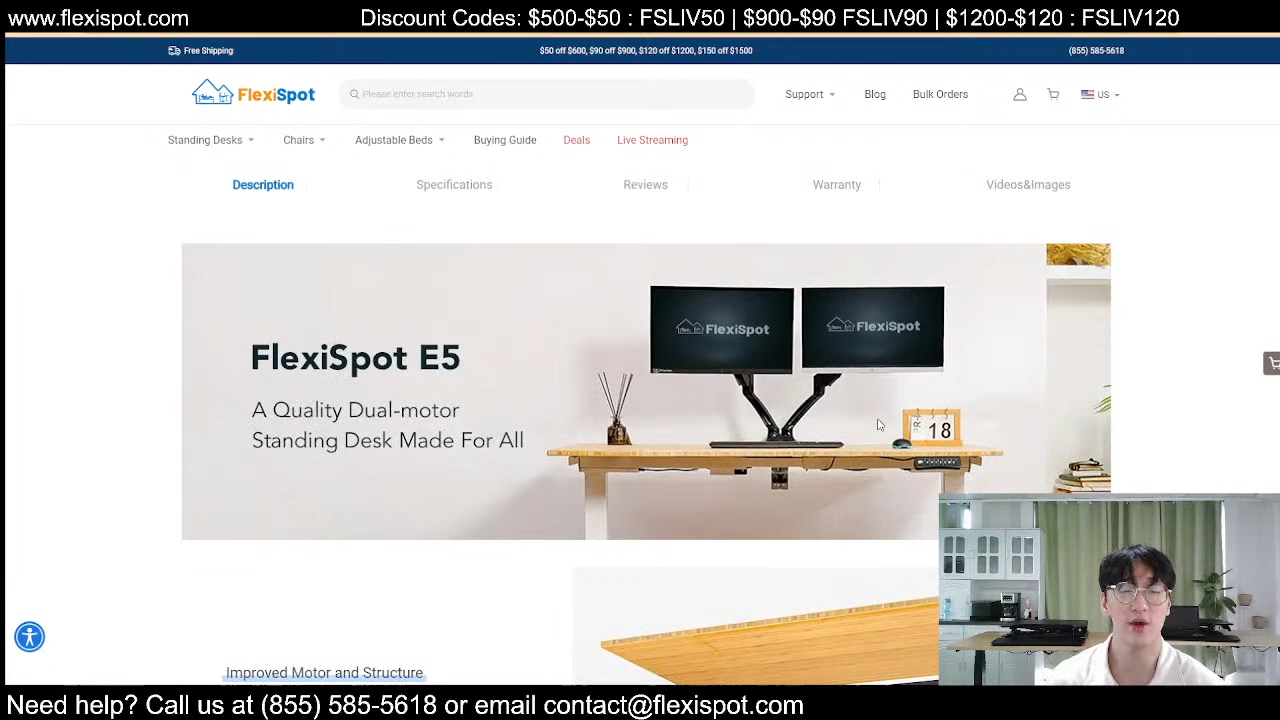 www.flexispot.com
Discount Codes: $500-$50 : FSLIV50 | $900-$90 FSLIV90 | $1200-$120 : FSLIV120
Free Shipping
$50 off $600, $90 off $900, $120 off $1200, $150 off $1500
(855) 585-5618
FlexiSpot
Please enter search words
Support
Blog
Bulk Orders
US
Standing Desks
Chairs
Adjustable Beds
Buying Guide
Deals
Live Streaming
Description
Specifications
Reviews
Warranty
Videos&Images
FlexiSpot E5
A Quality Dual-motor
Standing Desk Made For All
FlexiSpot
FlexiSpot
18
Improved Motor and Structure
Need help? Call us at (855) 585-5618 or email contact@flexispot.com